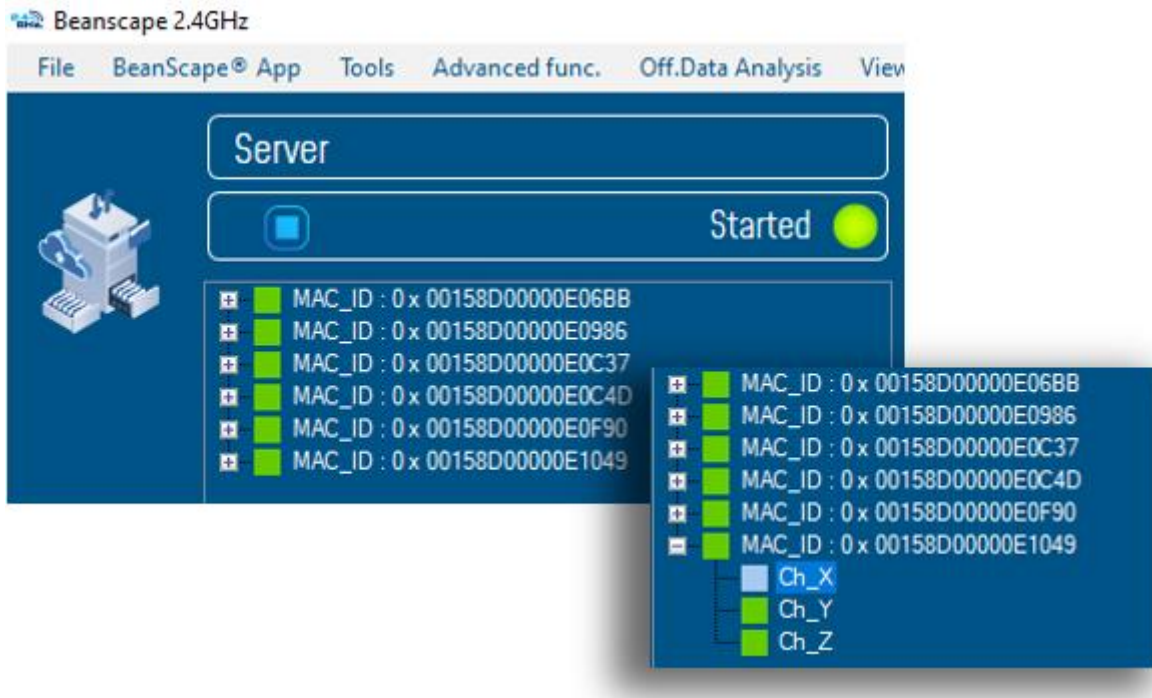 Beanscape 2.4GHz
File BeanScape® App Tools Advanced func. Off.Data Analysis View
Server
Started
MAC_ID : 0 x 00158D00000E06BB
MAC_ID : 0 x 00158D00000E0986
MAC_ID : 0 x 00158D00000E0C37
MAC_ID : 0 x 00158D00000E0C4D
MAC_ID : 0 x 00158D00000E0F90
MAC_ID : 0 x 00158D00000E1049
MAC_ID : 0 x 00158D00000E06BB
MAC_ID : 0 x 00158D00000E0986
MAC_ID : 0 x 00158D00000E0C37
MAC_ID : 0 x 00158D00000E0C4D
MAC_ID : 0 x 00158D00000E0F90
MAC_ID : 0 x 00158D00000E1049
Ch_X
Ch_Y
Ch_Z